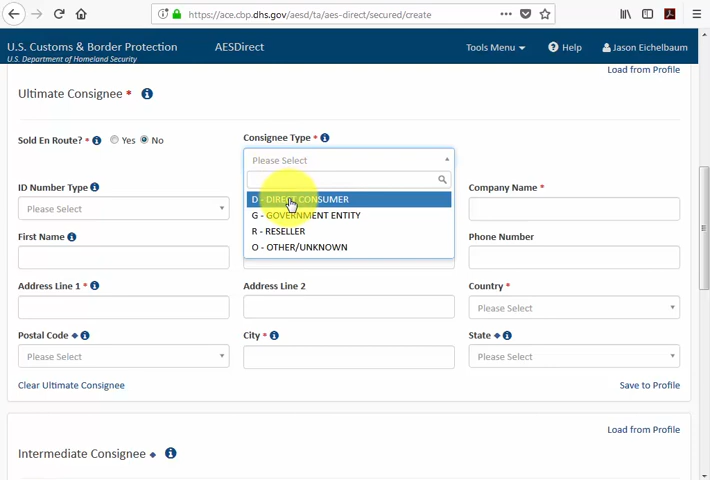 https://ace.cbp.dhs.gov/aesd/ta/aes-direct/secured/create
U.S. Customs & Border Protection
U.S. Department of Homeland Security
AESDirect
Tools Menu
Help
Jason Eichelbaum
Load from Profile
Ultimate Consignee *
Sold En Route? *
Yes
No
Consignee Type *
Please Select
D - DIRECT CONSUMER
G - GOVERNMENT ENTITY
R - RESELLER
O - OTHER/UNKNOWN
ID Number Type
Please Select
Company Name *
First Name
Phone Number
Address Line 1 *
Address Line 2
Country *
Please Select
Postal Code
Please Select
City *
State
Please Select
Clear Ultimate Consignee
Save to Profile
Load from Profile
Intermediate Consignee